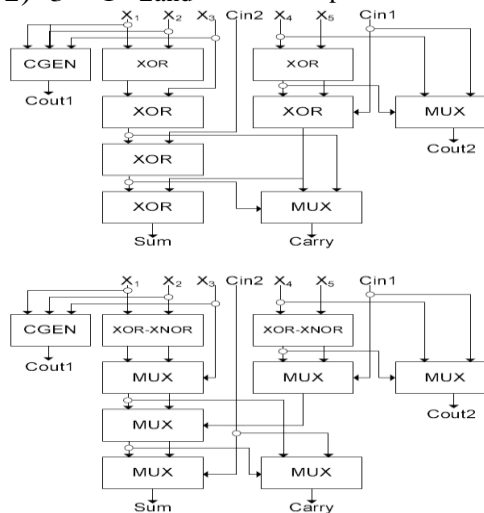 X₁ X₂ X₃ Cin2 X₄ X₅ Cin1
CGEN XOR XOR
Cout1
XOR XOR MUX
Cout2
XOR
XOR MUX
Sum Carry
X₁ X₂ X₃ Cin2 X₄ X₅ Cin1
CGEN XOR-XNOR XOR-XNOR
Cout1
MUX MUX MUX
Cout2
MUX
MUX MUX
Sum Carry